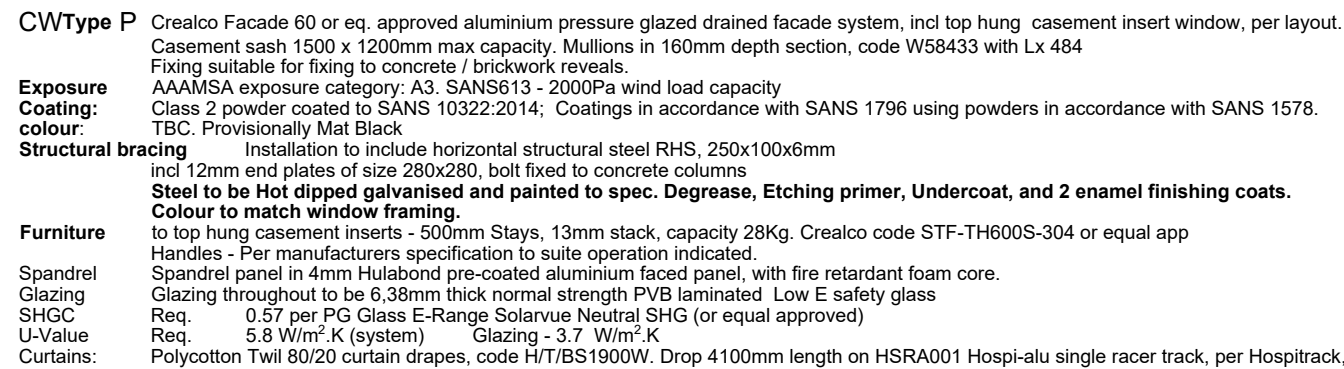 CWType P Crealco Facade 60 or eq. approved aluminium pressure glazed drained facade system, incl top hung casement insert window, per layout.
Casement sash 1500 x 1200mm max capacity. Mullions in 160mm depth section, code W58433 with Lx 484
Fixing suitable for fixing to concrete / brickwork reveals.
Exposure AAAMSA exposure category: A3. SANS613 - 2000Pa wind load capacity
Coating: Class 2 powder coated to SANS 10322:2014; Coatings in accordance with SANS 1796 using powders in accordance with SANS 1578.
colour: TBC. Provisionally Mat Black
Structural bracing Installation to include horizontal structural steel RHS, 250x100x6mm
incl 12mm end plates of size 280x280, bolt fixed to concrete columns
Steel to be Hot dipped galvanised and painted to spec. Degrease, Etching primer, Undercoat, and 2 enamel finishing coats.
Colour to match window framing.
Furniture to top hung casement inserts - 500mm Stays, 13mm stack, capacity 28Kg. Crealco code STF-TH600S-304 or equal app
Handles - Per manufacturers specification to suite operation indicated.
Spandrel Spandrel panel in 4mm Hulabond pre-coated aluminium faced panel, with fire retardant foam core.
Glazing Glazing throughout to be 6,38mm thick normal strength PVB laminated Low E safety glass
SHGC Req. 0.57 per PG Glass E-Range Solarvue Neutral SHG (or equal approved)
U-Value Req. 5.8 W/m².K (system) Glazing - 3.7 W/m².K
Curtains: Polycotton Twil 80/20 curtain drapes, code H/T/BS1900W. Drop 4100mm length on HSRA001 Hospi-alu single racer track, per Hospitrack,